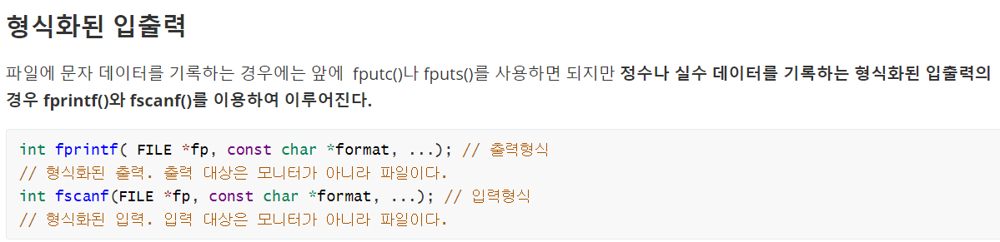 형식화된 입출력
파일에 문자 데이터를 기록하는 경우에는 앞에 fputc()나 fputs()를 사용하면 되지만 정수나 실수 데이터를 기록하는 형식화된 입출력의
경우 fprintf()와 fscanf()를 이용하여 이루어진다.
int fprintf( FILE *fp, const char *format, ...); // 출력형식
// 형식화된 출력. 출력 대상은 모니터가 아니라 파일이다.
int fscanf(FILE *fp, const char *format, ...); // 입력형식
// 형식화된 입력. 입력 대상은 모니터가 아니라 파일이다.